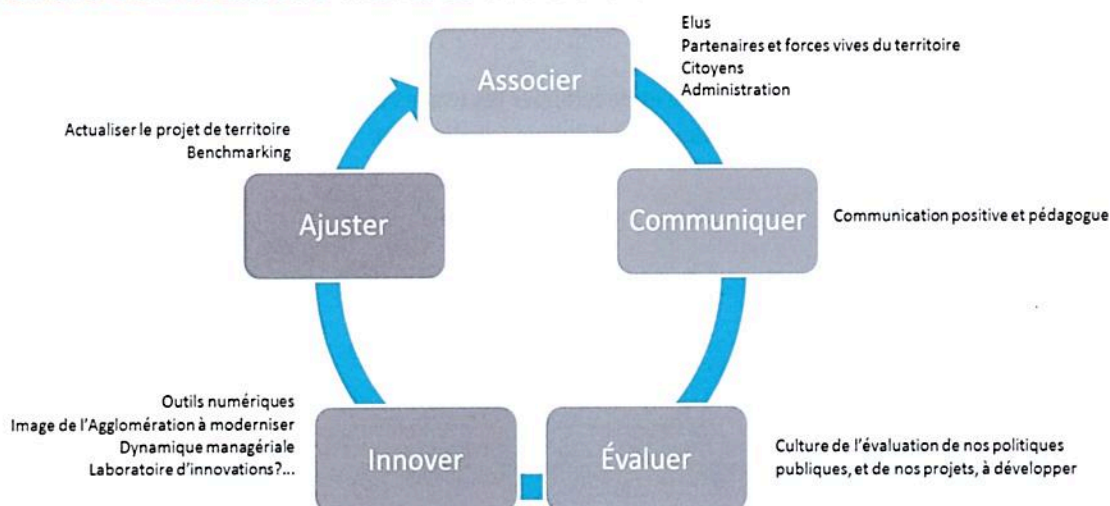 Associer
Elus
Partenaires et forces vives du territoire
Citoyens
Administration
Communiquer
Communication positive et pédagogue
Évaluer
Culture de l'évaluation de nos politiques
publiques, et de nos projets, à développer
Innover
Outils numériques
Image de l'Agglomération à moderniser
Dynamique managériale
Laboratoire d'innovations?...
Ajuster
Actualiser le projet de territoire
Benchmarking